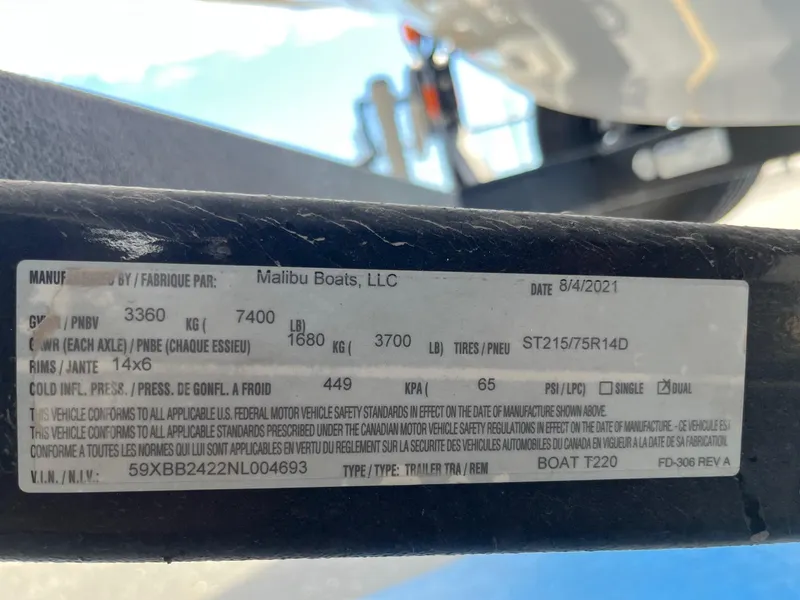 BY / FABRIQUE PAR: Malibu Boats, LLC DATE 8/4/2021
/ PNBV 3360 KG ( 7400 LB)
(EACH AXLE) / PNBE (CHAQUE ESSIEU) 1680 KG ( 3700 LB) TIRES / PNEU ST215/75R14D
RIMS / JANTE 14x6
COLD INFL. PRESS. / PRESS. DE GONFL. A FROID 449 KPA ( 65 PSI / LPC) SINGLE DUAL
THIS VEHICLE CONFORMS TO ALL APPLICABLE U.S. FEDERAL MOTOR VEHICLE SAFETY STANDARDS IN EFFECT ON THE DATE OF MANUFACTURE SHOWN ABOVE.
THIS VEHICLE CONFORMS TO ALL APPLICABLE STANDARDS PRESCRIBED UNDER THE CANADIAN MOTOR VEHICLE SAFETY REGULATIONS IN EFFECT ON THE DATE OF MANUFACTURE. - CE VEHICULE EST
CONFORME A TOUTES LES NORMES QUI LUI SONT APPLICABLES EN VERTU DU REGLEMENT SUR LA SECURITE DES VEHICULES AUTOMOBILES DU CANADA EN VIGUEUR A LA DATE DE SA FABRICATION.
V.I.N. / N.I.V.: 59XBB2422NL004693 TYPE / TYPE: TRAILER TRA / REM BOAT T220 FD-306 REV A